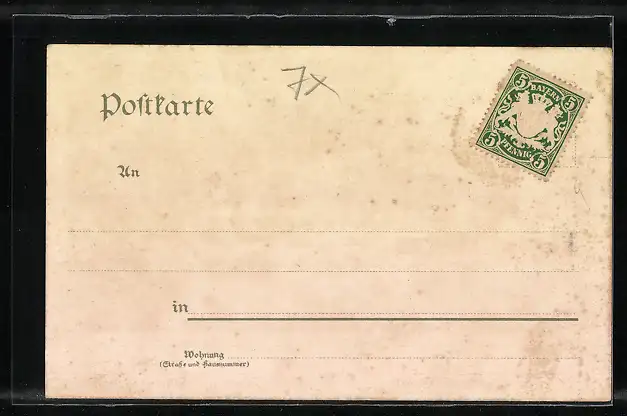 7x
Postkarte
5 BAYERN 5
5 PFENNIG 5
An
in
Wohnung
(Straße und Hausnummer)